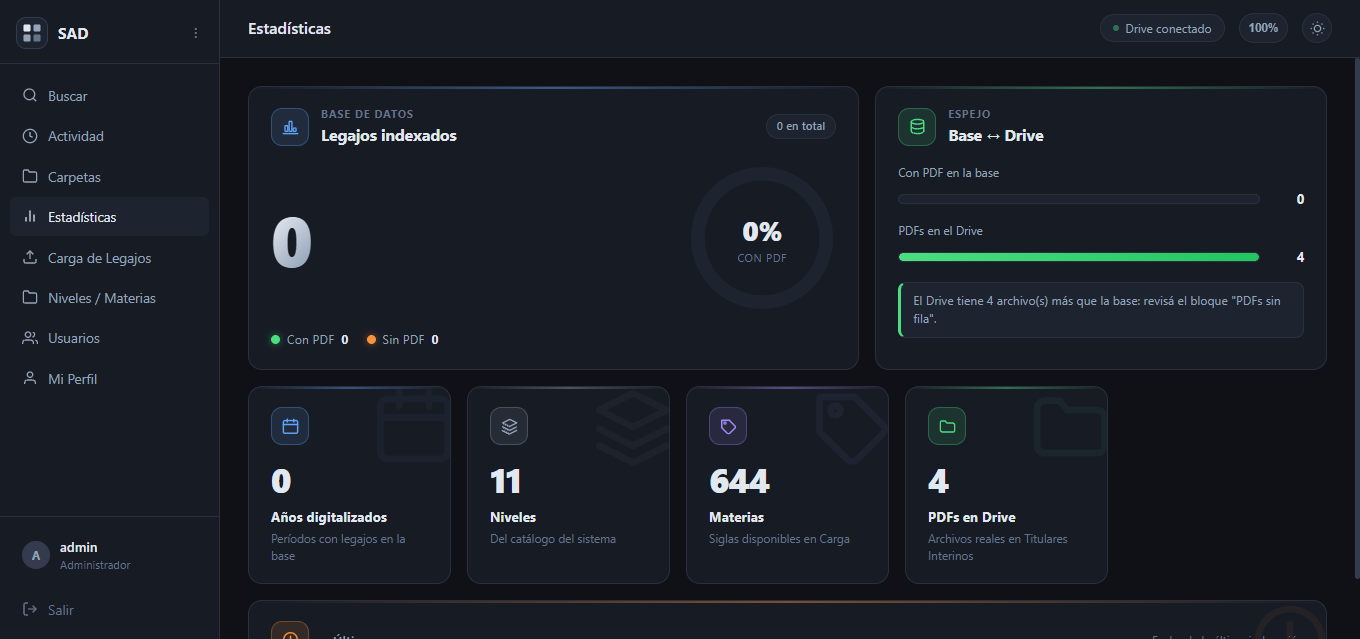 SAD
Buscar
Actividad
Carpetas
Estadísticas
Carga de Legajos
Niveles / Materias
Usuarios
Mi Perfil
A
admin
Administrador
Salir
Estadísticas
Drive conectado
100%
BASE DE DATOS
Legajos indexados
0 en total
0
0%
CON PDF
Con PDF 0
Sin PDF 0
ESPEJO
Base ↔ Drive
Con PDF en la base
0
PDFs en el Drive
4
El Drive tiene 4 archivo(s) más que la base: revisá el bloque "PDFs sin
fila".
0
Años digitalizados
Períodos con legajos en la
base
11
Niveles
Del catálogo del sistema
644
Materias
Siglas disponibles en Carga
4
PDFs en Drive
Archivos reales en Titulares
Interinos